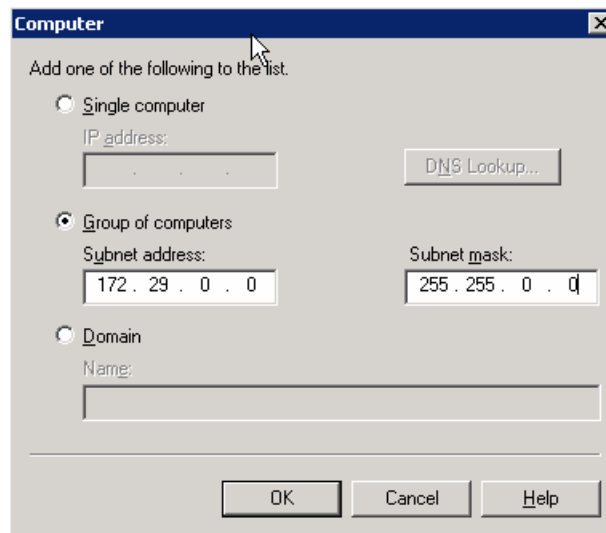 Computer
Add one of the following to the list.
Single computer
IP address:
. . .
DNS Lookup...
Group of computers
Subnet address: Subnet mask:
172 . 29 . 0 . 0 255 . 255 . 0 . 0
Domain
Name:
OK Cancel Help